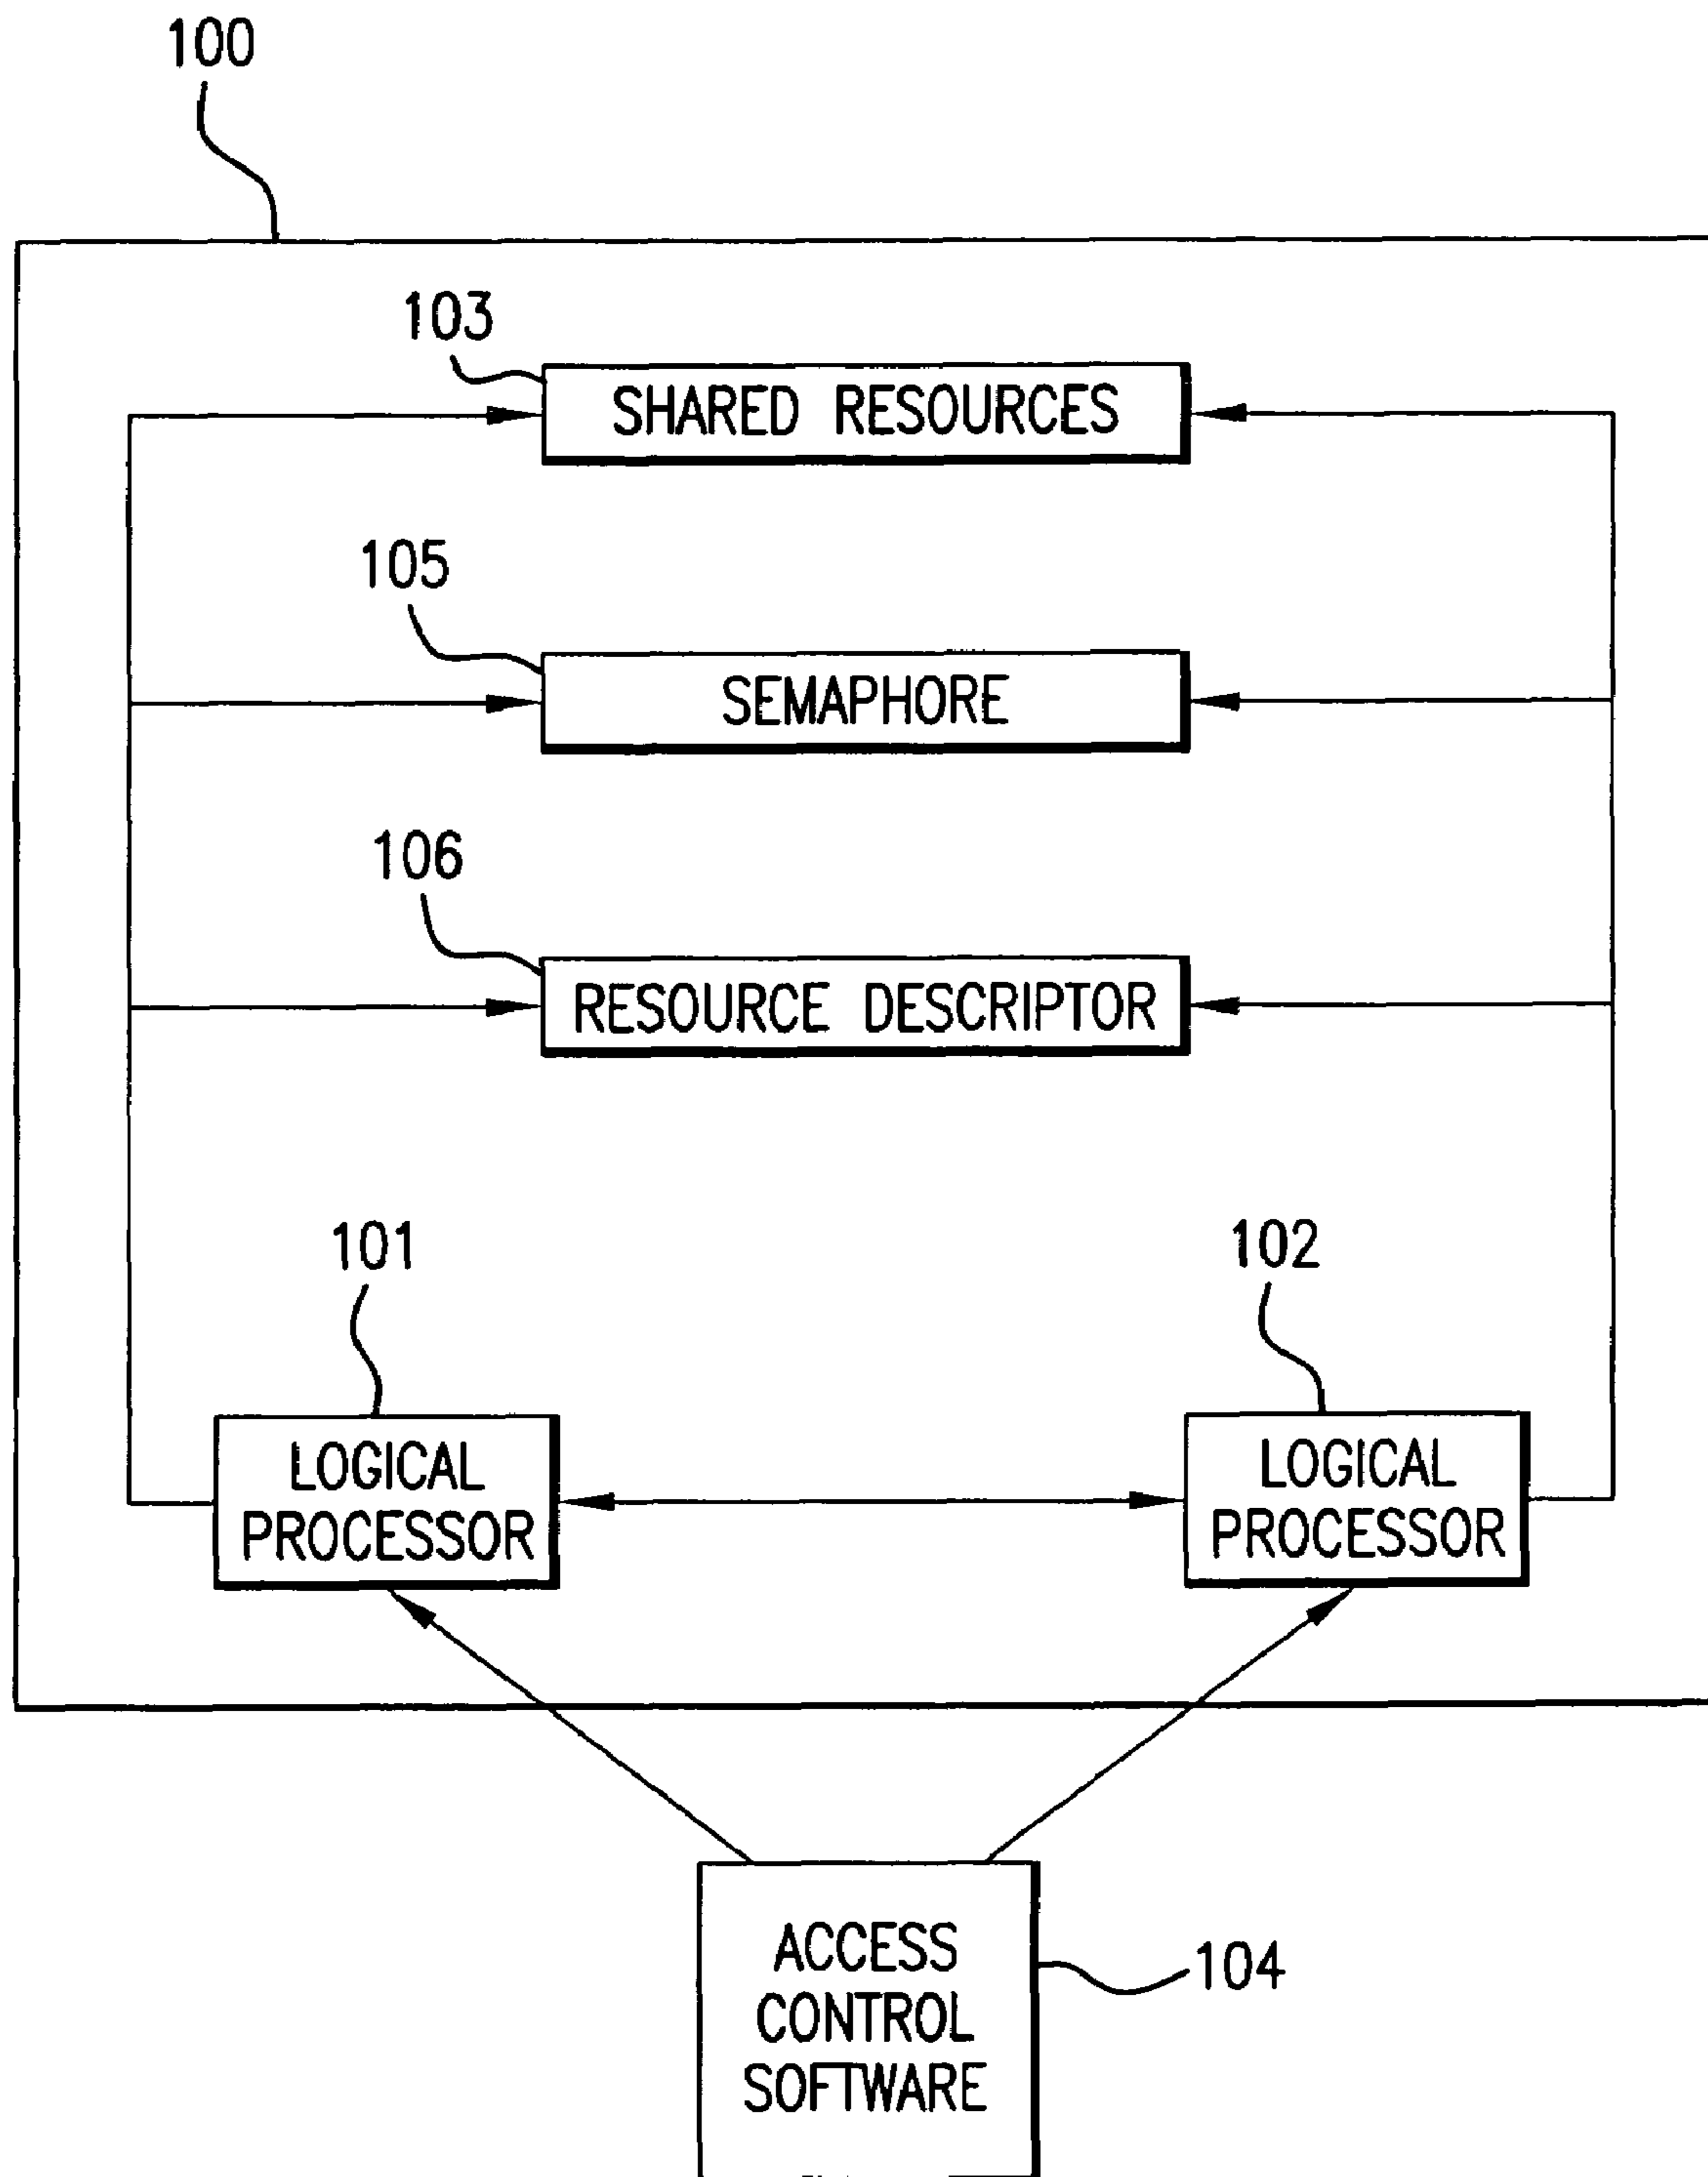 100
103
SHARED RESOURCES
105
SEMAPHORE
106
RESOURCE DESCRIPTOR
101
102
LOGICAL
PROCESSOR
LOGICAL
PROCESSOR
ACCESS
CONTROL
SOFTWARE
104